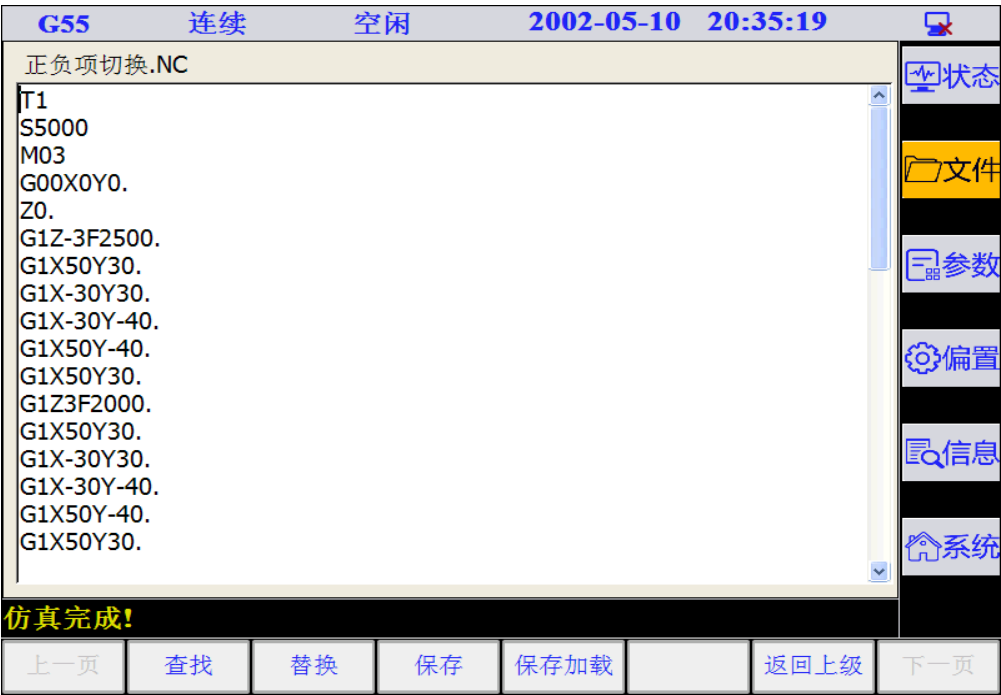 G55 连续 空闲 2002-05-10 20:35:19
正负项切换.NC
T1
S5000
M03
G00X0Y0.
Z0.
G1Z-3F2500.
G1X50Y30.
G1X-30Y30.
G1X-30Y-40.
G1X50Y-40.
G1X50Y30.
G1Z3F2000.
G1X50Y30.
G1X-30Y30.
G1X-30Y-40.
G1X50Y-40.
G1X50Y30.
状态
文件
参数
偏置
信息
系统
仿真完成!
上一页 查找 替换 保存 保存加载 返回上级 下一页